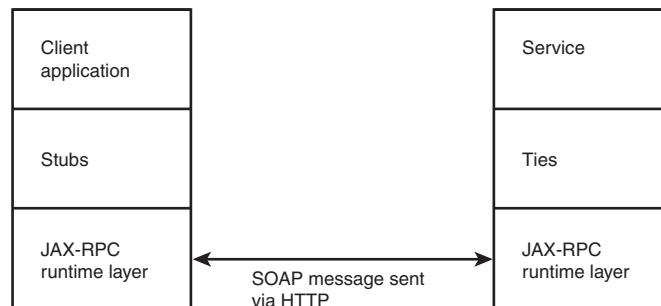 Client
application
Service
Stubs
Ties
JAX-RPC
runtime layer
JAX-RPC
runtime layer
SOAP message sent
via HTTP